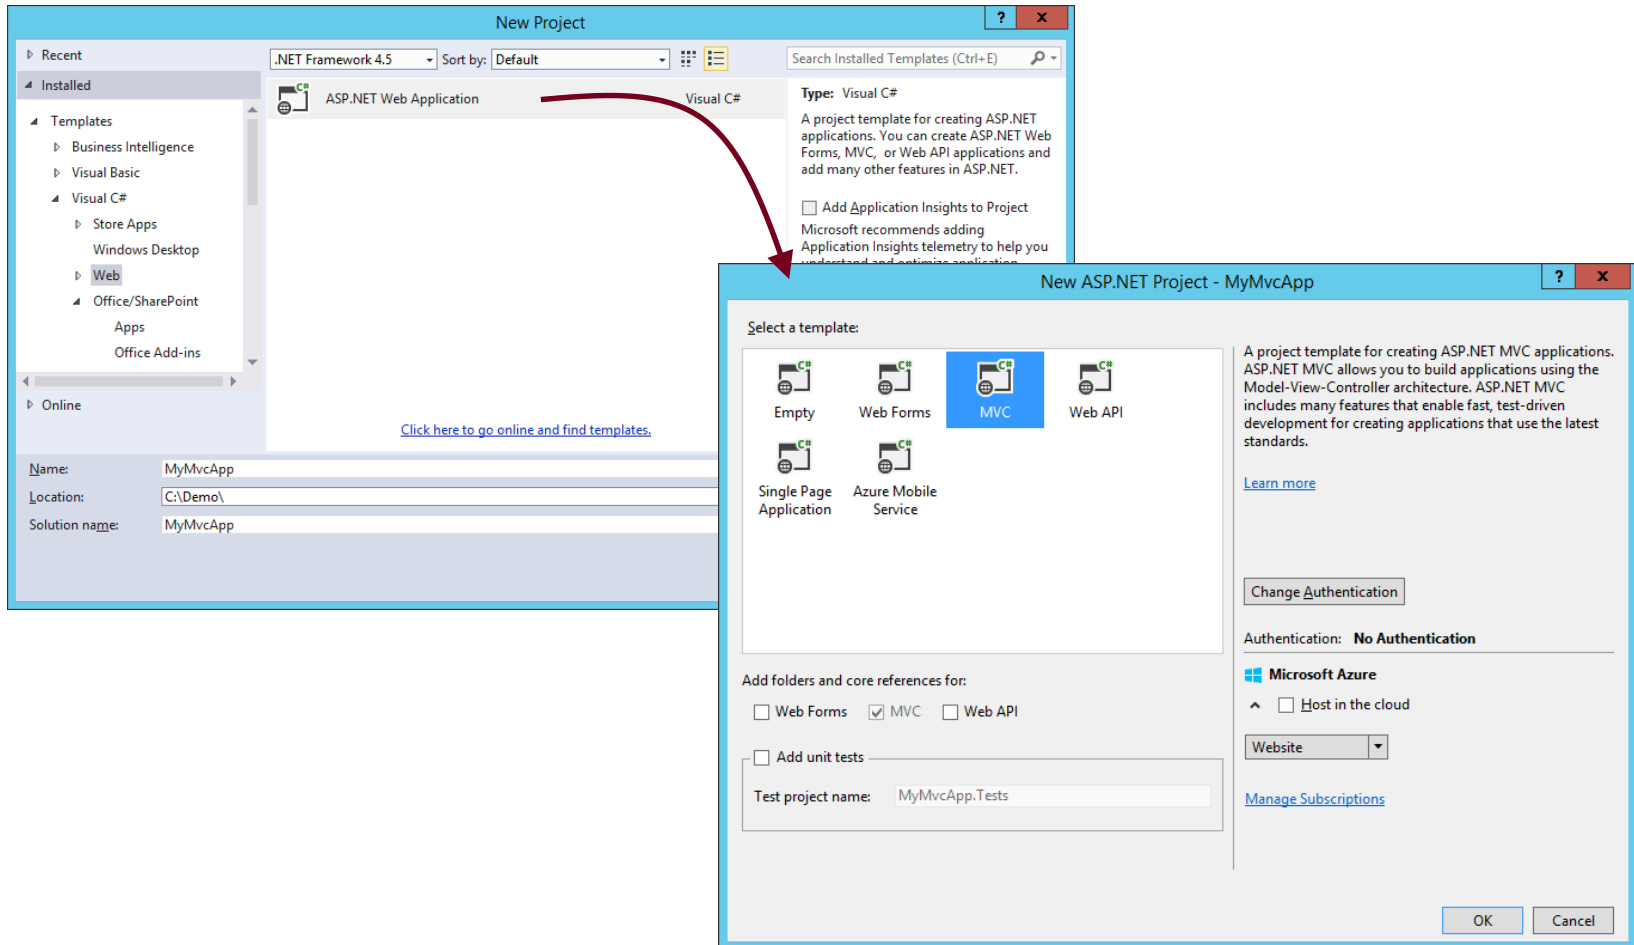 New Project
?
x
Recent
Installed
Templates
Business Intelligence
Visual Basic
Visual C#
Store Apps
Windows Desktop
Web
Office/SharePoint
Apps
Office Add-ins
Online
.NET Framework 4.5
Sort by:
Default
ASP.NET Web Application
Visual C#
C#
Click here to go online and find templates.
Search Installed Templates (Ctrl+E)
Type: Visual C#
A project template for creating ASP.NET
applications. You can create ASP.NET Web
Forms, MVC, or Web API applications and
add many other features in ASP.NET.
Add Application Insights to Project
Microsoft recommends adding
Application Insights telemetry to help you
understand and optimize application
Name:
MyMvcApp
Location:
C:\Demo\
Solution name:
MyMvcApp
New ASP.NET Project - MyMvcApp
?
x
Select a template:
C#
Empty
C#
Web Forms
C#
MVC
C#
Web API
C#
Single Page
Application
C#
Azure Mobile
Service
Add folders and core references for:
Web Forms
MVC
Web API
Add unit tests
Test project name:
MyMvcApp.Tests
A project template for creating ASP.NET MVC applications.
ASP.NET MVC allows you to build applications using the
Model-View-Controller architecture. ASP.NET MVC
includes many features that enable fast, test-driven
development for creating applications that use the latest
standards.
Learn more
Change Authentication
Authentication: No Authentication
Microsoft Azure
Host in the cloud
Website
Manage Subscriptions
OK
Cancel